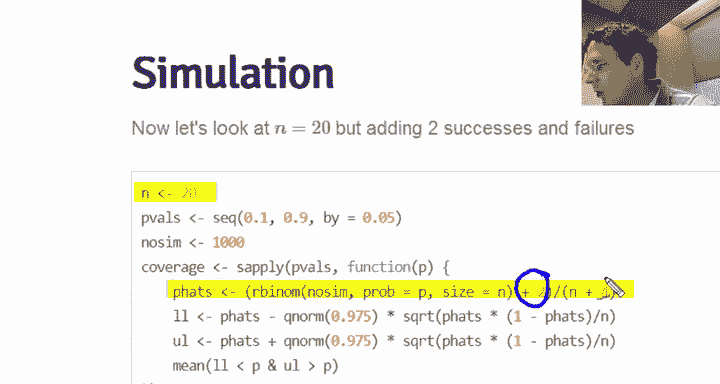 Simulation
Now let's look at n = 20 but adding 2 successes and failures
n <- 20
pvals <- seq(0.1, 0.9, by = 0.05)
nosim <- 1000
coverage <- sapply(pvals, function(p) {
phats <- (rbinom(nosim, prob = p, size = n) + 2)/(n +
ll <- phats - qnorm(0.975) * sqrt(phats * (1 - phats)/n)
ul <- phats + qnorm(0.975) * sqrt(phats * (1 - phats)/n)
mean(ll < p & ul > p)